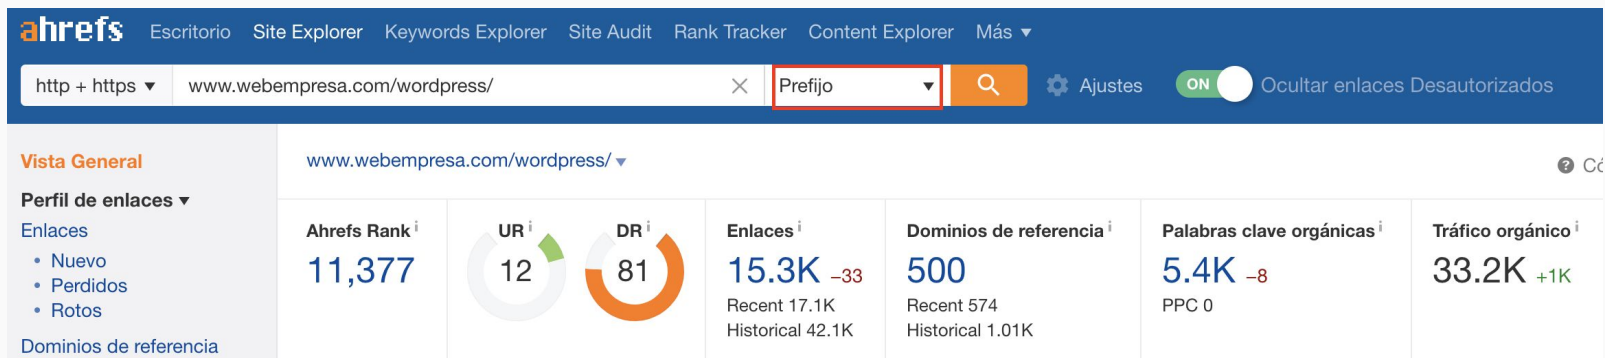 ahrefs Escritorio Site Explorer Keywords Explorer Site Audit Rank Tracker Content Explorer Más ▼
http + https ▼ www.webempresa.com/wordpress/ × Prefijo ▼ Ajustes ON Ocultar enlaces Desautorizados
Vista General
Perfil de enlaces ▼
Enlaces
• Nuevo
• Perdidos
• Rotos
Dominios de referencia
www.webempresa.com/wordpress/ ▼
? Có
Ahrefs Rank i
11,377
UR i
12
DR i
81
Enlaces i
15.3K –33
Recent 17.1K
Historical 42.1K
Dominios de referencia i
500
Recent 574
Historical 1.01K
Palabras clave orgánicas i
5.4K –8
PPC 0
Tráfico orgánico i
33.2K +1K